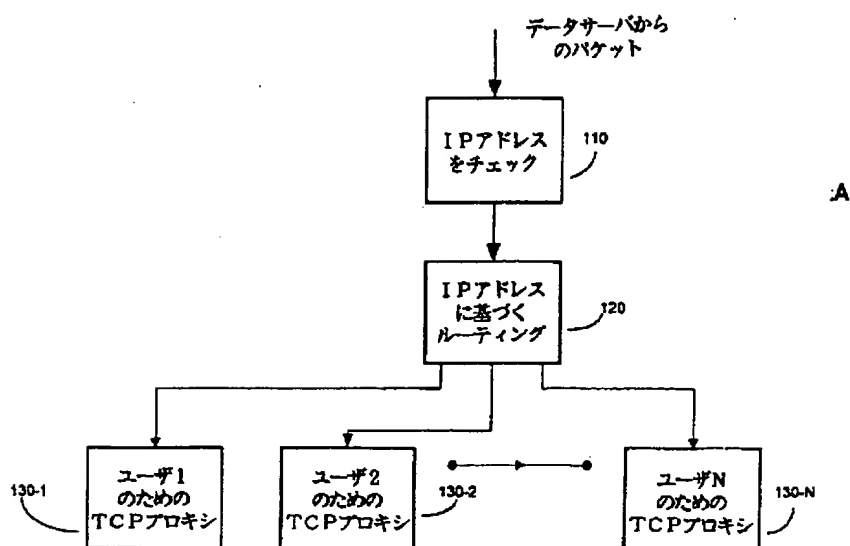 データサーバから
のパケット
IPアドレス
をチェック
110
:A
IPアドレス
に基づく
ルーティング
120
ユーザ1
のための
TCPプロキシ
130-1
ユーザ2
のための
TCPプロキシ
130-2
ユーザN
のための
TCPプロキシ
130-N